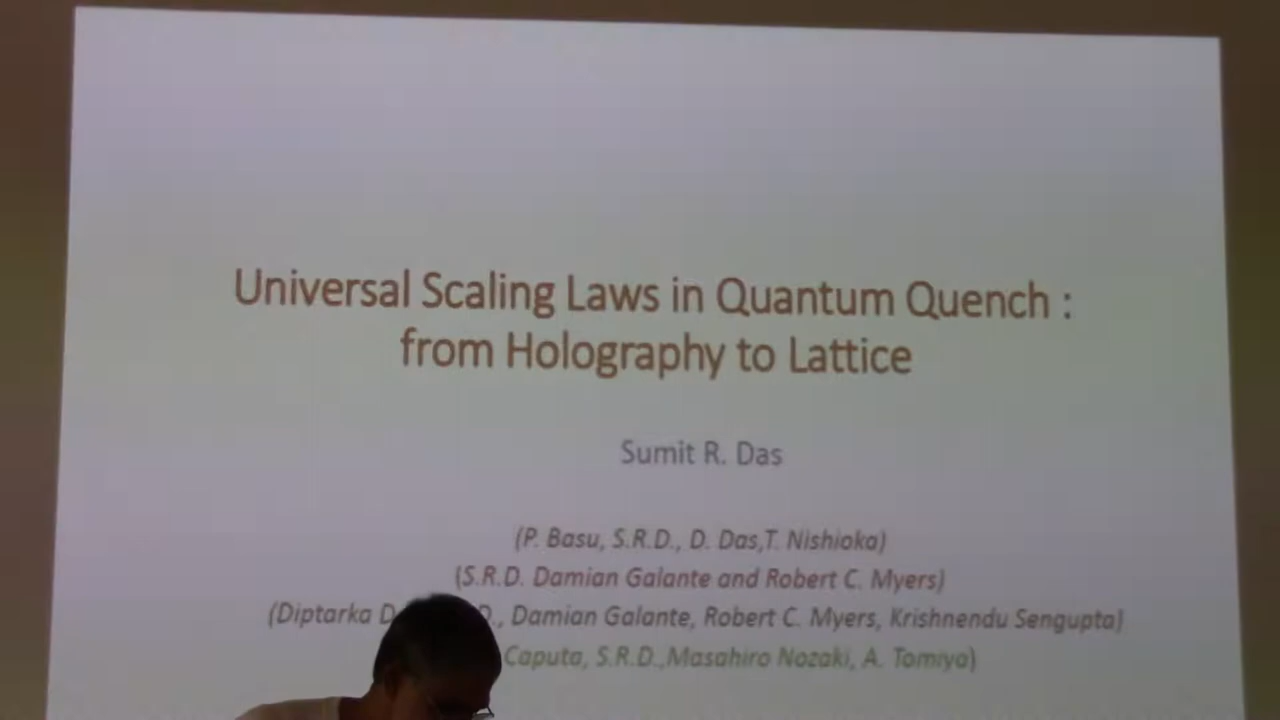 Universal Scaling Laws in Quantum Quench :
from Holography to Lattice
Sumit R. Das
(P. Basu, S.R.D., D. Das,T. Nishioka)
(S.R.D. Damian Galante and Robert C. Myers)
(Diptarka Damian Galante, Robert C. Myers, Krishnendu Sengupta)
Caputa, S.R.D.,Masahiro Nozaki, A. Tomiya)